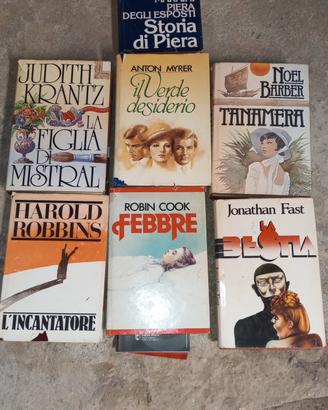 PIERA
DEGLI ESPOSTI
Storia
di Piera
JUDITH
KRANTZ
LA
FIGLIA
DI
MISTRAL
ANTON MYRER
il Verde
desiderio
NOEL
BARBER
TANAMERA
HAROLD
ROBBINS
L'INCANTATORE
ROBIN COOK
FEBBRE
Jonathan Fast
BESTIA